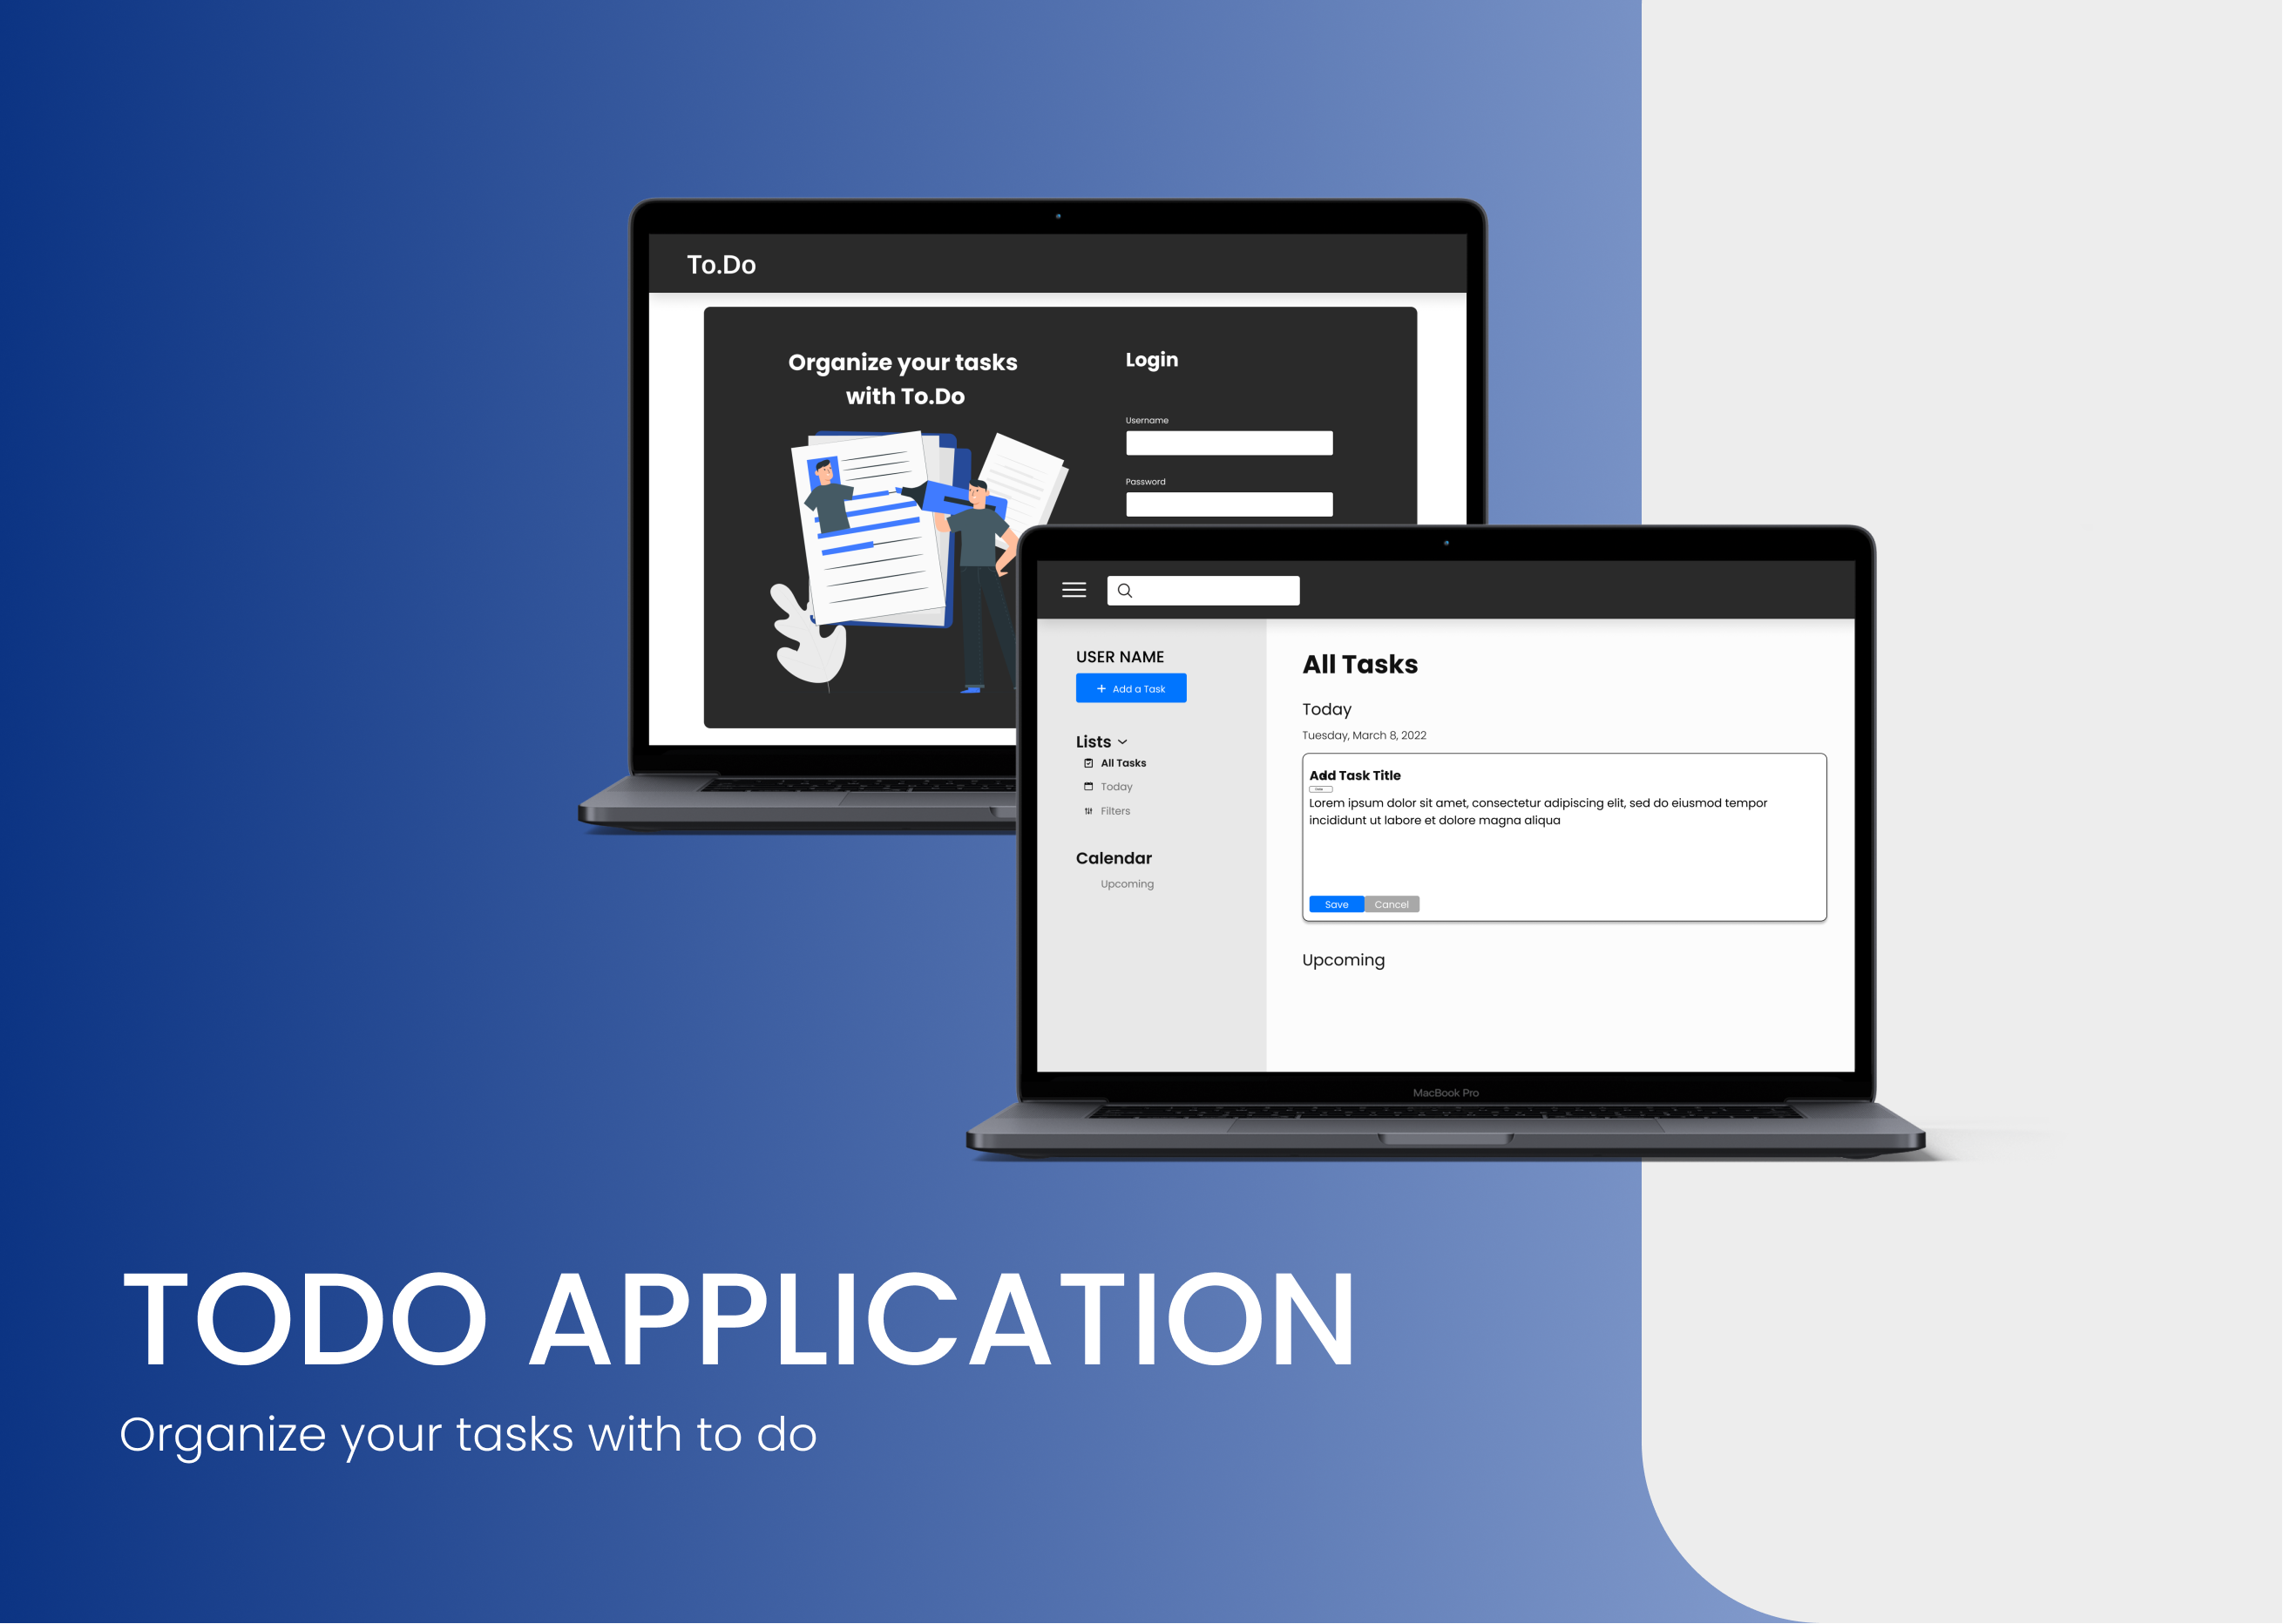 To.Do
Organize your tasks
with To.Do
Login
Username
Password
USER NAME
+ Add a Task
Lists
All Tasks
Today
Filters
Calendar
Upcoming
All Tasks
Today
Tuesday, March 8, 2022
Add Task Title
Lorem ipsum dolor sit amet, consectetur adipiscing elit, sed do eiusmod tempor
incididunt ut labore et dolore magna aliqua
Save Cancel
Upcoming
MacBook Pro
TODO APPLICATION
Organize your tasks with to do